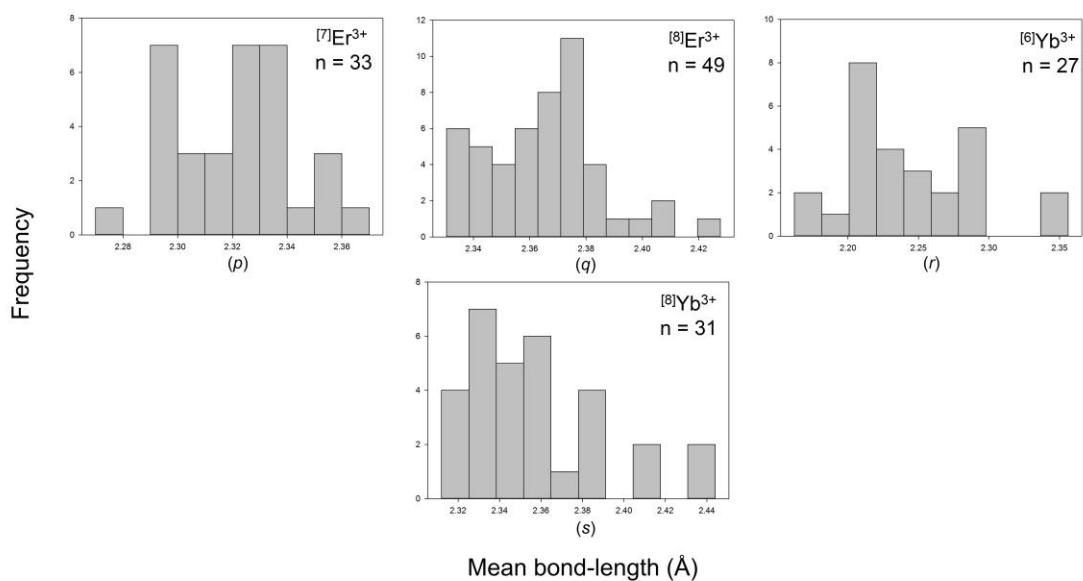 [7]Er3+
n = 33
8
6
4
2
0
2.28 2.30 2.32 2.34 2.36
(p)
[8]Er3+
n = 49
12
10
8
6
4
2
0
2.34 2.36 2.38 2.40 2.42
(q)
[6]Yb3+
n = 27
10
8
6
4
2
0
2.20 2.25 2.30 2.35
(r)
Frequency
[8]Yb3+
n = 31
8
6
4
2
0
2.32 2.34 2.36 2.38 2.40 2.42 2.44
(s)
Mean bond-length (Å)